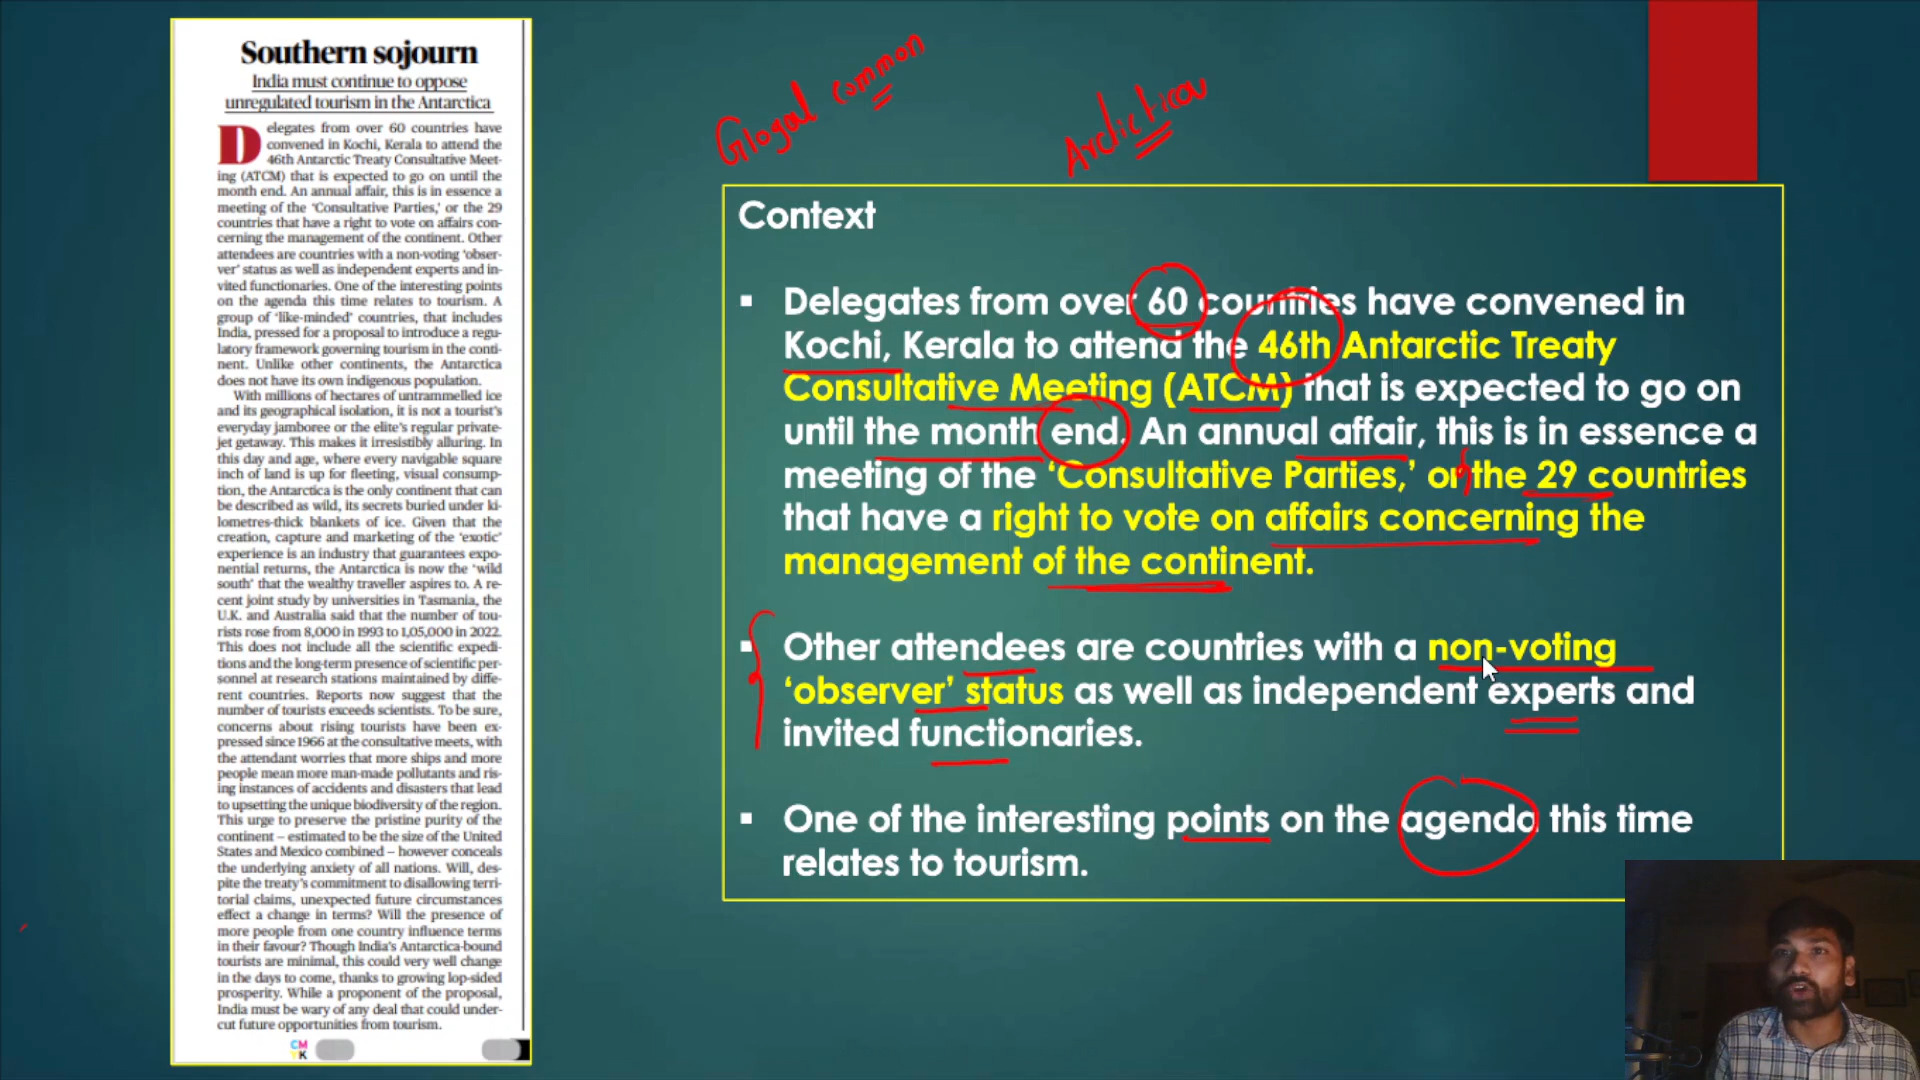 Southern sojourn
India must continue to oppose
unregulated tourism in the Antarctica
Delegates from over 60 countries have
convened in Kochi, Kerala to attend the
46th Antarctic Treaty Consultative Meet-
ing (ATCM) that is expected to go on until the
month end. An annual affair, this is in essence a
meeting of the ‘Consultative Parties,’ or the 29
countries that have a right to vote on affairs con-
cerning the management of the continent. Other
attendees are countries with a non-voting ‘obser-
ver’ status as well as independent experts and in-
vited functionaries. One of the interesting points
on the agenda this time relates to tourism. A
group of ‘like-minded’ countries, that includes
India, pressed for a proposal to introduce a regu-
latory framework governing tourism in the conti-
nent. Unlike other continents, the Antarctica
does not have its own indigenous population.
With millions of hectares of untrammelled ice
and its geographical isolation, it is not a tourist’s
everyday jamboree or the elite’s regular private-
jet getaway. This makes it irresistibly alluring. In
this day and age, where every navigable square
inch of land is up for fleeting, visual consump-
tion, the Antarctica is the only continent that can
be described as wild, its secrets buried under ki-
lometres-thick blankets of ice. Given that the
creation, capture and marketing of the ‘exotic’
experience is an industry that guarantees expo-
nential returns, the Antarctica is now the ‘wild
south’ that the wealthy traveller aspires to. A re-
cent joint study by universities in Tasmania, the
U.K. and Australia said that the number of tou-
rists rose from 8,000 in 1993 to 1,05,000 in 2022.
This does not include all the scientific expedi-
tions and the long-term presence of scientific per-
sonnel at research stations maintained by diffe-
rent countries. Reports now suggest that the
number of tourists exceeds scientists. To be sure,
concerns about rising tourists have been ex-
pressed since 1966 at the consultative meets, with
the attendant worries that more ships and more
people mean more man-made pollutants and ris-
ing instances of accidents and disasters that lead
to upsetting the unique biodiversity of the region.
This urge to preserve the pristine purity of the
continent – estimated to be the size of the United
States and Mexico combined – however conceals
the underlying anxiety of all nations. Will, des-
pite the treaty’s commitment to disallowing terri-
torial claims, unexpected future circumstances
effect a change in terms? Will the presence of
more people from one country influence terms
in their favour? Though India’s Antarctica-bound
tourists are minimal, this could very well change
in the days to come, thanks to growing lop-sided
prosperity. While a proponent of the proposal,
India must be wary of any deal that could under-
cut future opportunities from tourism.
CM
YK
Glogal common
Context
▪ Delegates from over 60 countries have convened in
Kochi, Kerala to attend the 46th Antarctic Treaty
Consultative Meeting (ATCM) that is expected to go on
until the month end. An annual affair, this is in essence a
meeting of the ‘Consultative Parties,’ or the 29 countries
that have a right to vote on affairs concerning the
management of the continent.
▪ Other attendees are countries with a non-voting
‘observer’ status as well as independent experts and
invited functionaries.
▪ One of the interesting points on the agenda this time
relates to tourism.